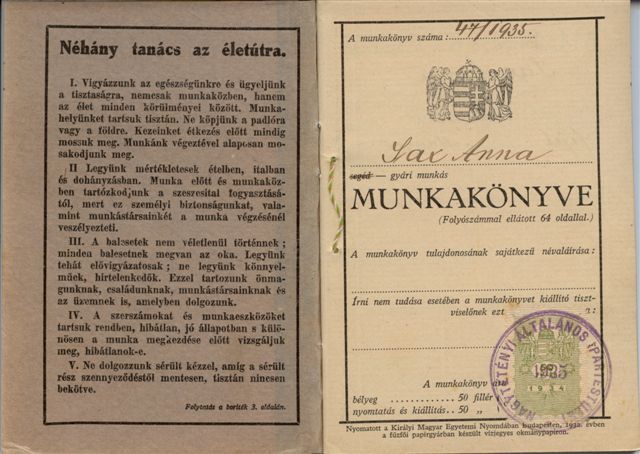 Néhány tanács az életútra.
I. Vigyázzunk az egészségünkre és ügyeljünk
a tisztaságra, nemcsak munkaközben, hanem
az élet minden körülményei között. Munka-
helyünket tartsuk tisztán. Ne köpjünk a padlóra
vagy a földre. Kezeinket étkezés előtt mindig
mossuk meg. Munkánk végeztével alaposan mo-
sakodjunk meg.
II Legyünk mértékletesek ételben, italban
és dohányzásban. Munka előtt és munkaköz-
ben tartózkodjunk a szeszesital fogyasztásá-
tól, mert ez személyi biztonságunkat, vala-
mint munkástársainkét a munka végzésénél
veszélyezteti.
III. A balesetek nem véletlenül történnek ;
minden balesetnek megvan az oka. Legyünk
tehát elővigyázatosak ; ne legyünk könnyel-
műek, hirtelenkedők. Ezzel tartozunk önma-
gunknak, családunknak, munkástársainknak és
az üzemnek is, amelyben dolgozunk.
IV. A szerszámokat és munkaeszközöket
tartsuk rendben, hibátlan, jó állapotban s külö-
nösen a munka megkezdése előtt vizsgáljuk
meg, hibátlanok-e.
V. Ne dolgozzunk sérült kézzel, amíg a sérült
rész szennyeződéstől mentesen, tisztán nincsen
bekötve.
Folytatás a boríték 3. oldalán.
A munkakönyv száma : 47/1935.
Sax Anna
segéd — gyári munkás
MUNKAKÖNYVE
(Folyószámmal ellátott 64 oldallal.)
A munkakönyv tulajdonosának sajátkezű névaláírása :
Írni nem tudása esetében a munkakönyvet kiállító tiszt-
viselőnek ezt a :
NAGYTÉTÉNYI ÁLTALÁNOS IPARTESTÜLET
1935
1934
A munkakönyv ára
bélyeg ............. 50 fillér
nyomtatás és kiállítás.. 50 „
Nyomatott a Királyi Magyar Egyetemi Nyomdában Budapesten, 1932. évben
a fűzfői papirgyárban készült vízjegyes okmánypapiron.